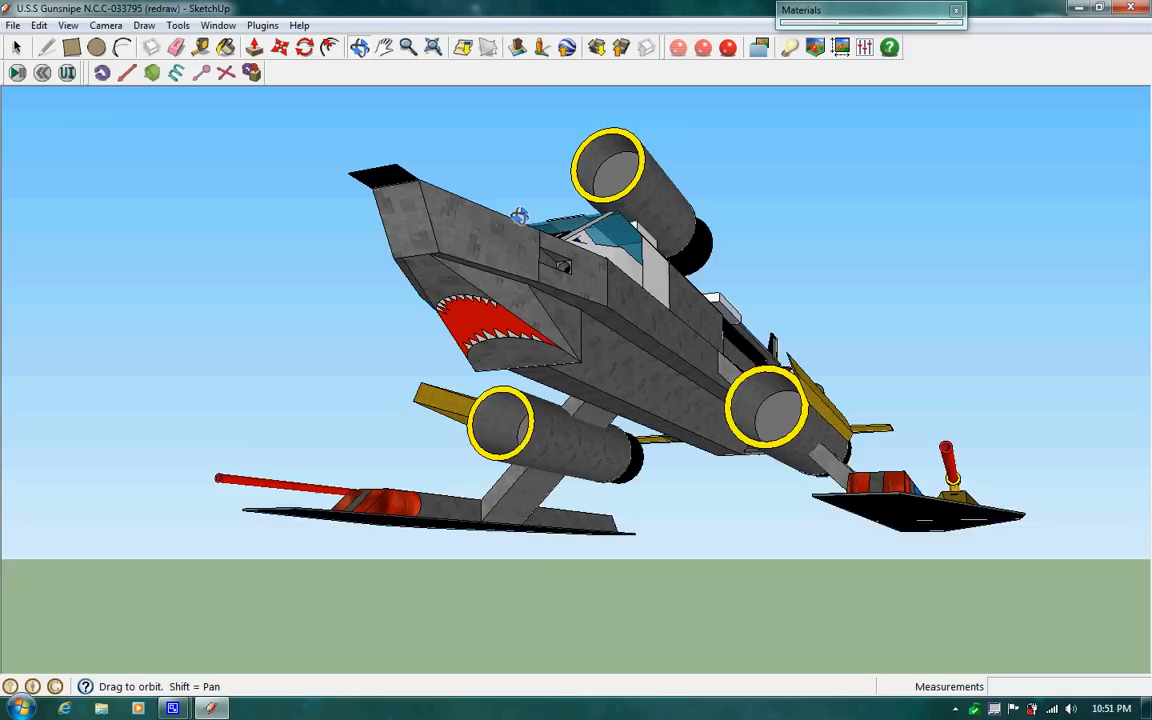 U.S.S Gunsnipe N.C.C-033795 (redraw) - SketchUp
Materials
File Edit View Camera Draw Tools Window Plugins Help
UI
Drag to orbit. Shift = Pan
Measurements
10:51 PM